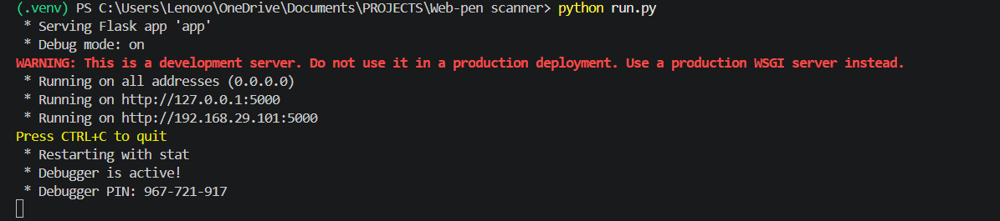 (.venv) PS C:\Users\Lenovo\OneDrive\Documents\PROJECTS\Web-pen scanner> python run.py
 * Serving Flask app 'app'
 * Debug mode: on
WARNING: This is a development server. Do not use it in a production deployment. Use a production WSGI server instead.
 * Running on all addresses (0.0.0.0)
 * Running on http://127.0.0.1:5000
 * Running on http://192.168.29.101:5000
Press CTRL+C to quit
 * Restarting with stat
 * Debugger is active!
 * Debugger PIN: 967-721-917